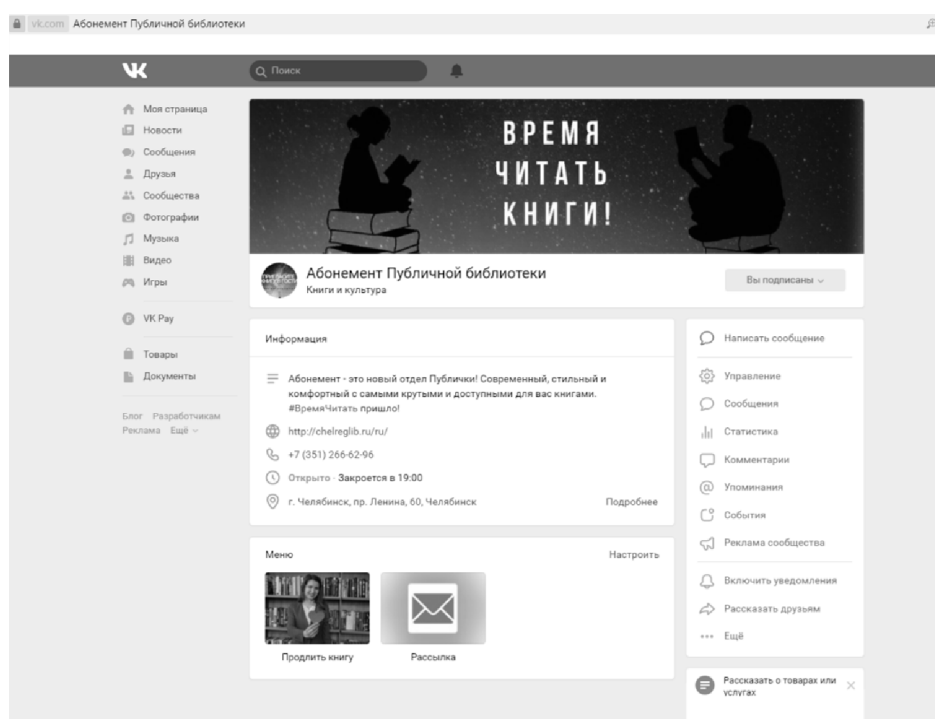 vk.com Абонемент Публичной библиотеки
Поиск
Моя страница
Новости
Сообщения
Друзья
Сообщества
Фотографии
Музыка
Видео
Игры
VK Pay
Товары
Документы
Блог Разработчикам
Реклама Ещё
ВРЕМЯ
ЧИТАТЬ
КНИГИ!
Абонемент Публичной библиотеки
Книги и культура
Вы подписаны
Информация
Абонемент - это новый отдел Публички! Современный, стильный и
комфортный с самыми крутыми и доступными для вас книгами.
#ВремяЧитать пришло!
http://chelreglib.ru/ru/
+7 (351) 266-62-96
Открыто · Закроется в 19:00
г. Челябинск, пр. Ленина, 60, Челябинск
Подробнее
Меню
Настроить
Продлить книгу
Рассылка
Написать сообщение
Управление
Сообщения
Статистика
Комментарии
Упоминания
События
Реклама сообщества
Включить уведомления
Рассказать друзьям
Ещё
Рассказать о товарах или
услугах